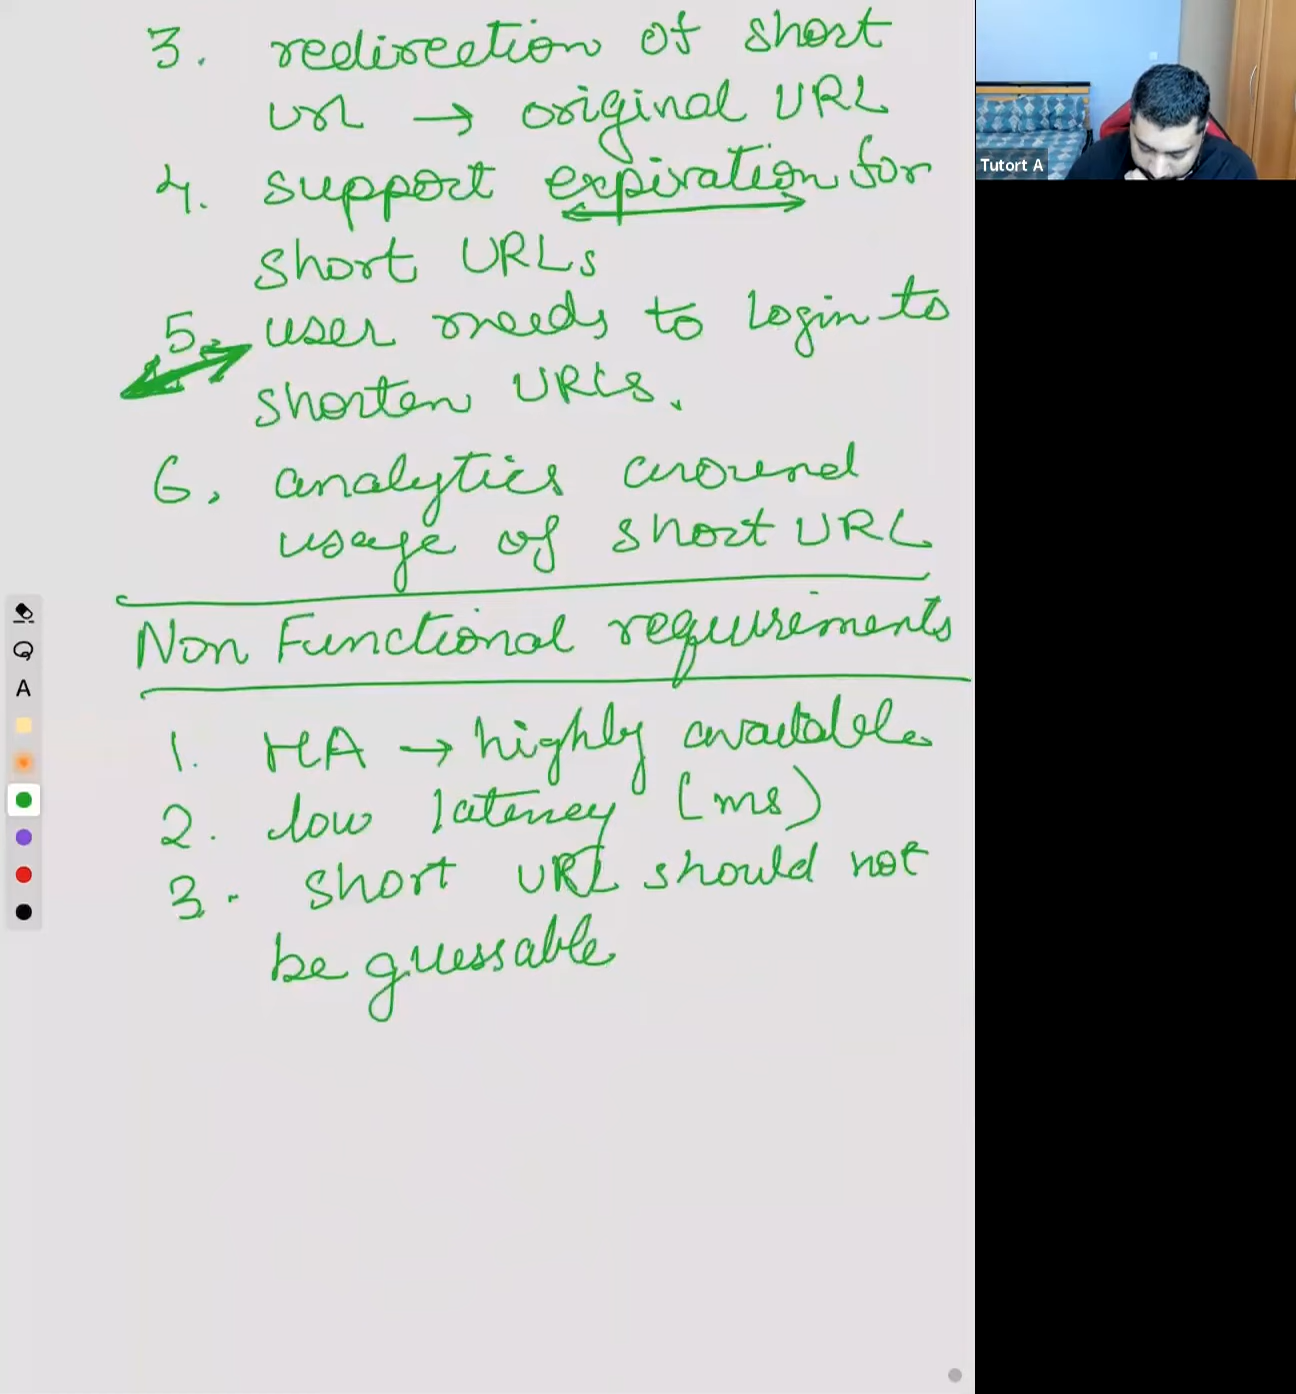 3. redirection of short
url → original URL
4. support expiration for
short URLs
5. user needs to login to
shorten URLs.
6. analytics around
usage of short URL
Non Functional requirements
1. HA → highly available
2. low latency (ms)
3. short URL should not
be guessable
A
Tutort A